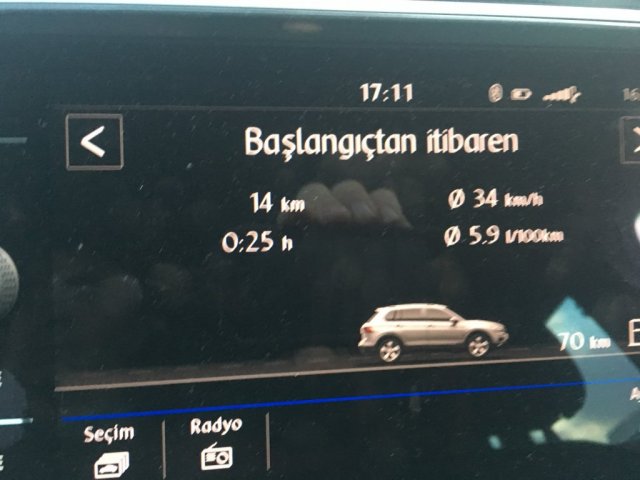 17:11
Başlangıçtan itibaren
14 km
Ø 34 km/h
0:25 h
Ø 5.9 l/100km
70 km
Seçim
Radyo